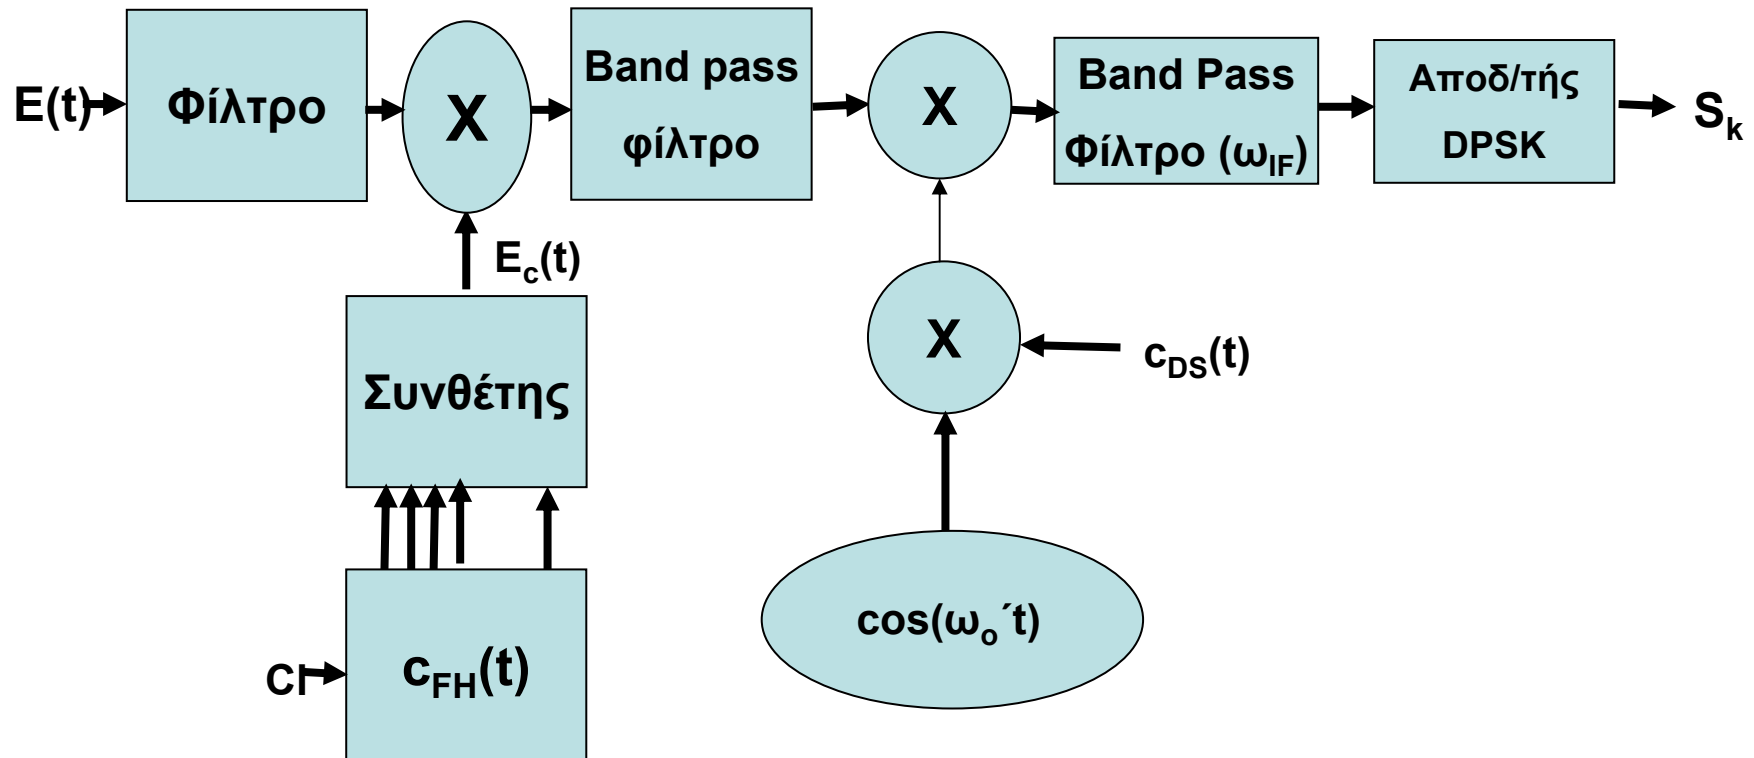 E(t)
Φίλτρο
X
Band pass
φίλτρο
X
Band Pass
Φίλτρο (ω_IF)
Αποδ/τής
DPSK
S_k
E_c(t)
Συνθέτης
X
c_DS(t)
cos(ω_o´t)
Cl
c_FH(t)